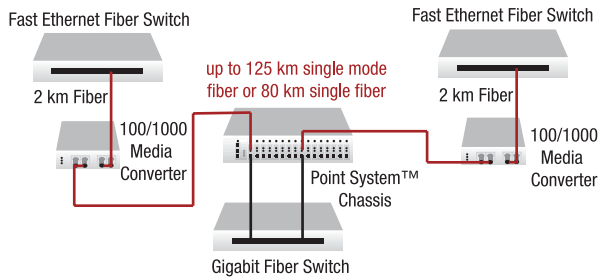 Fast Ethernet Fiber Switch
2 km Fiber
100/1000
Media
Converter
up to 125 km single mode
fiber or 80 km single fiber
Point System™
Chassis
Gigabit Fiber Switch
Fast Ethernet Fiber Switch
2 km Fiber
100/1000
Media
Converter